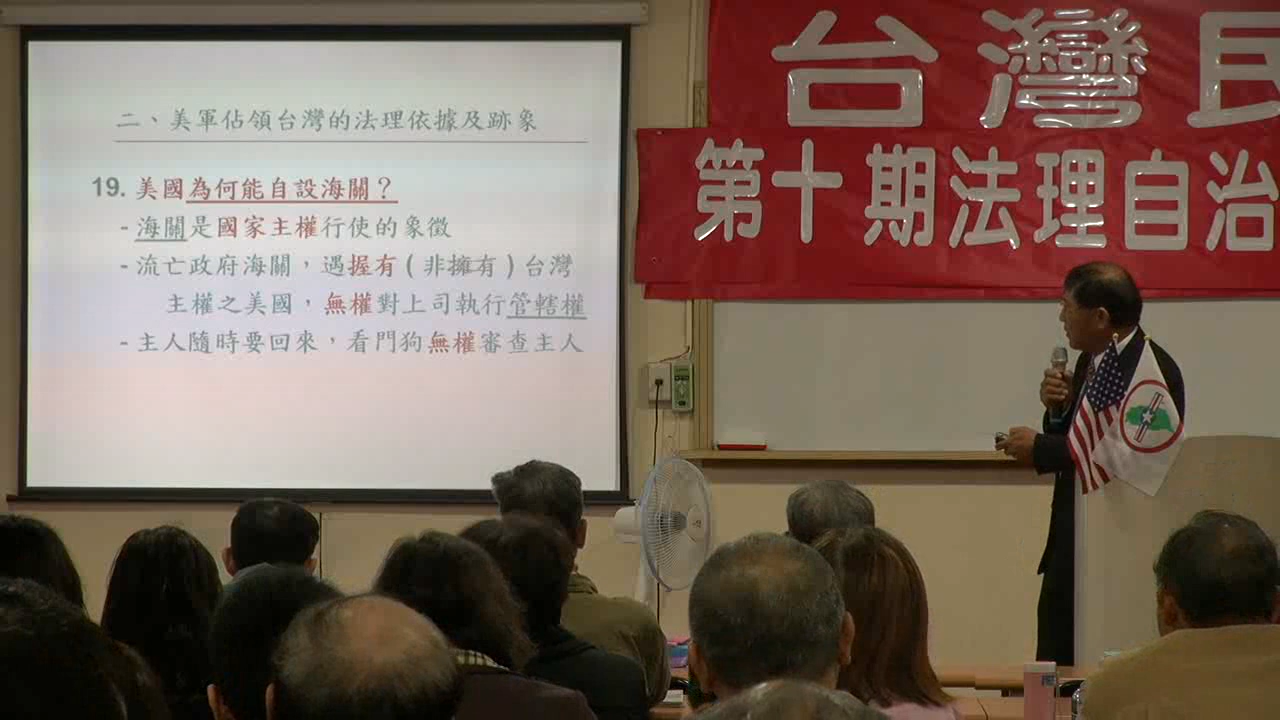 二、美軍佔領台灣的法理依據及跡象
19. 美國為何能自設海關？
- 海關是國家主權行使的象徵
- 流亡政府海關，遇握有(非擁有)台灣
主權之美國，無權對上司執行管轄權
- 主人隨時要回來，看門狗無權審查主人
台灣民
第十期法理自治